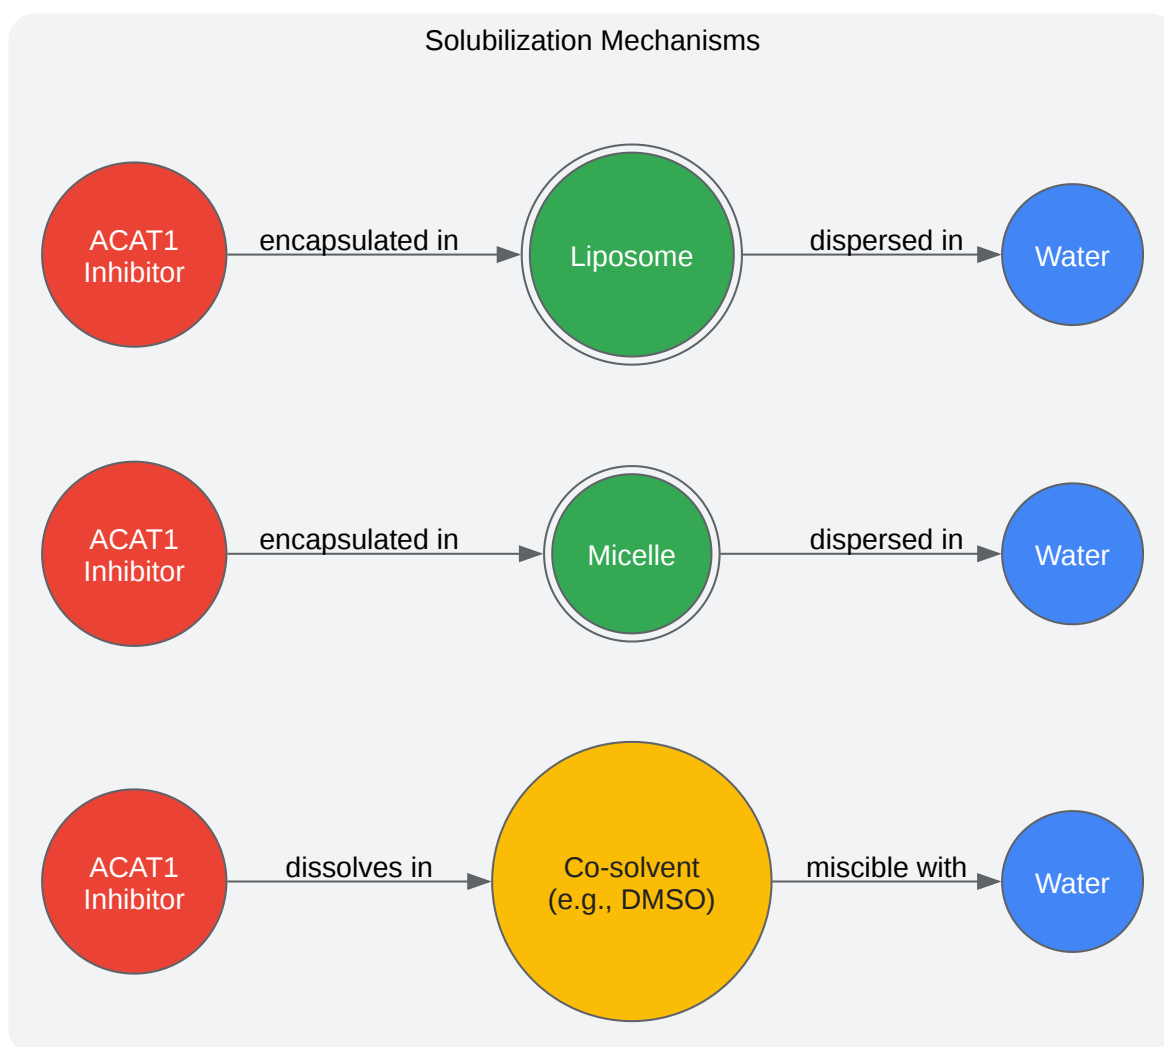 Solubilization Mechanisms
ACAT1
Inhibitor
encapsulated in
Liposome
dispersed in
Water
ACAT1
Inhibitor
encapsulated in
Micelle
dispersed in
Water
ACAT1
Inhibitor
dissolves in
Co-solvent
(e.g., DMSO)
miscible with
Water